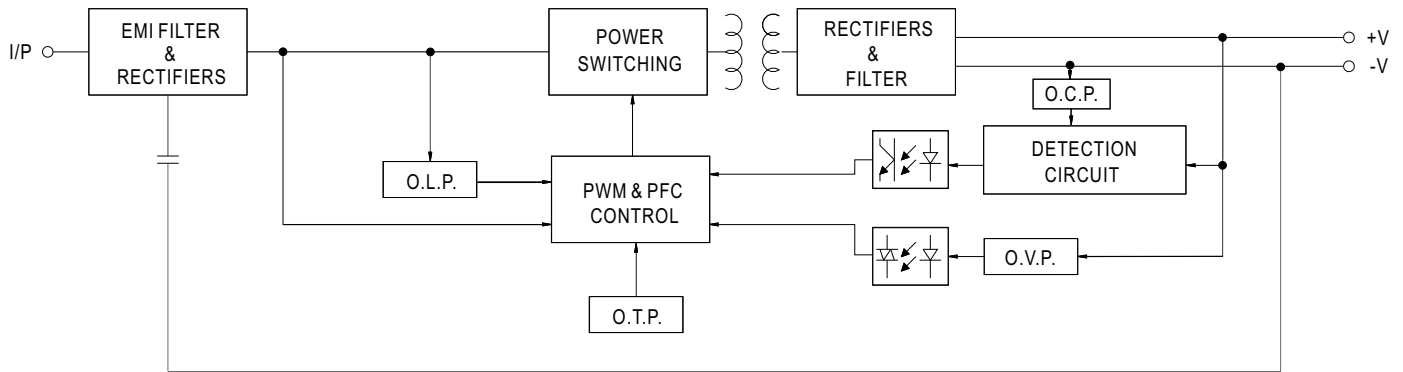 I/P
EMI FILTER
&
RECTIFIERS
POWER
SWITCHING
RECTIFIERS
&
FILTER
+V
-V
O.C.P.
DETECTION
CIRCUIT
O.L.P.
PWM & PFC
CONTROL
O.V.P.
O.T.P.